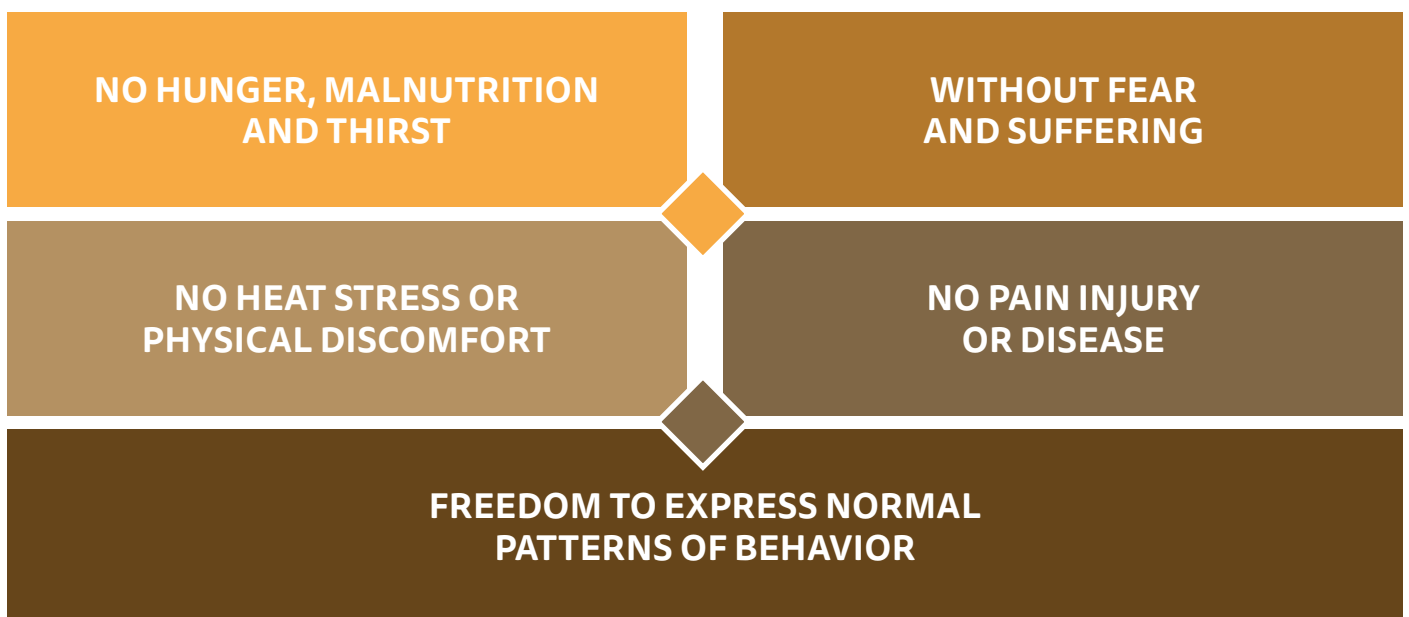 NO HUNGER, MALNUTRITION
AND THIRST
WITHOUT FEAR
AND SUFFERING
NO HEAT STRESS OR
PHYSICAL DISCOMFORT
NO PAIN INJURY
OR DISEASE
FREEDOM TO EXPRESS NORMAL
PATTERNS OF BEHAVIOR